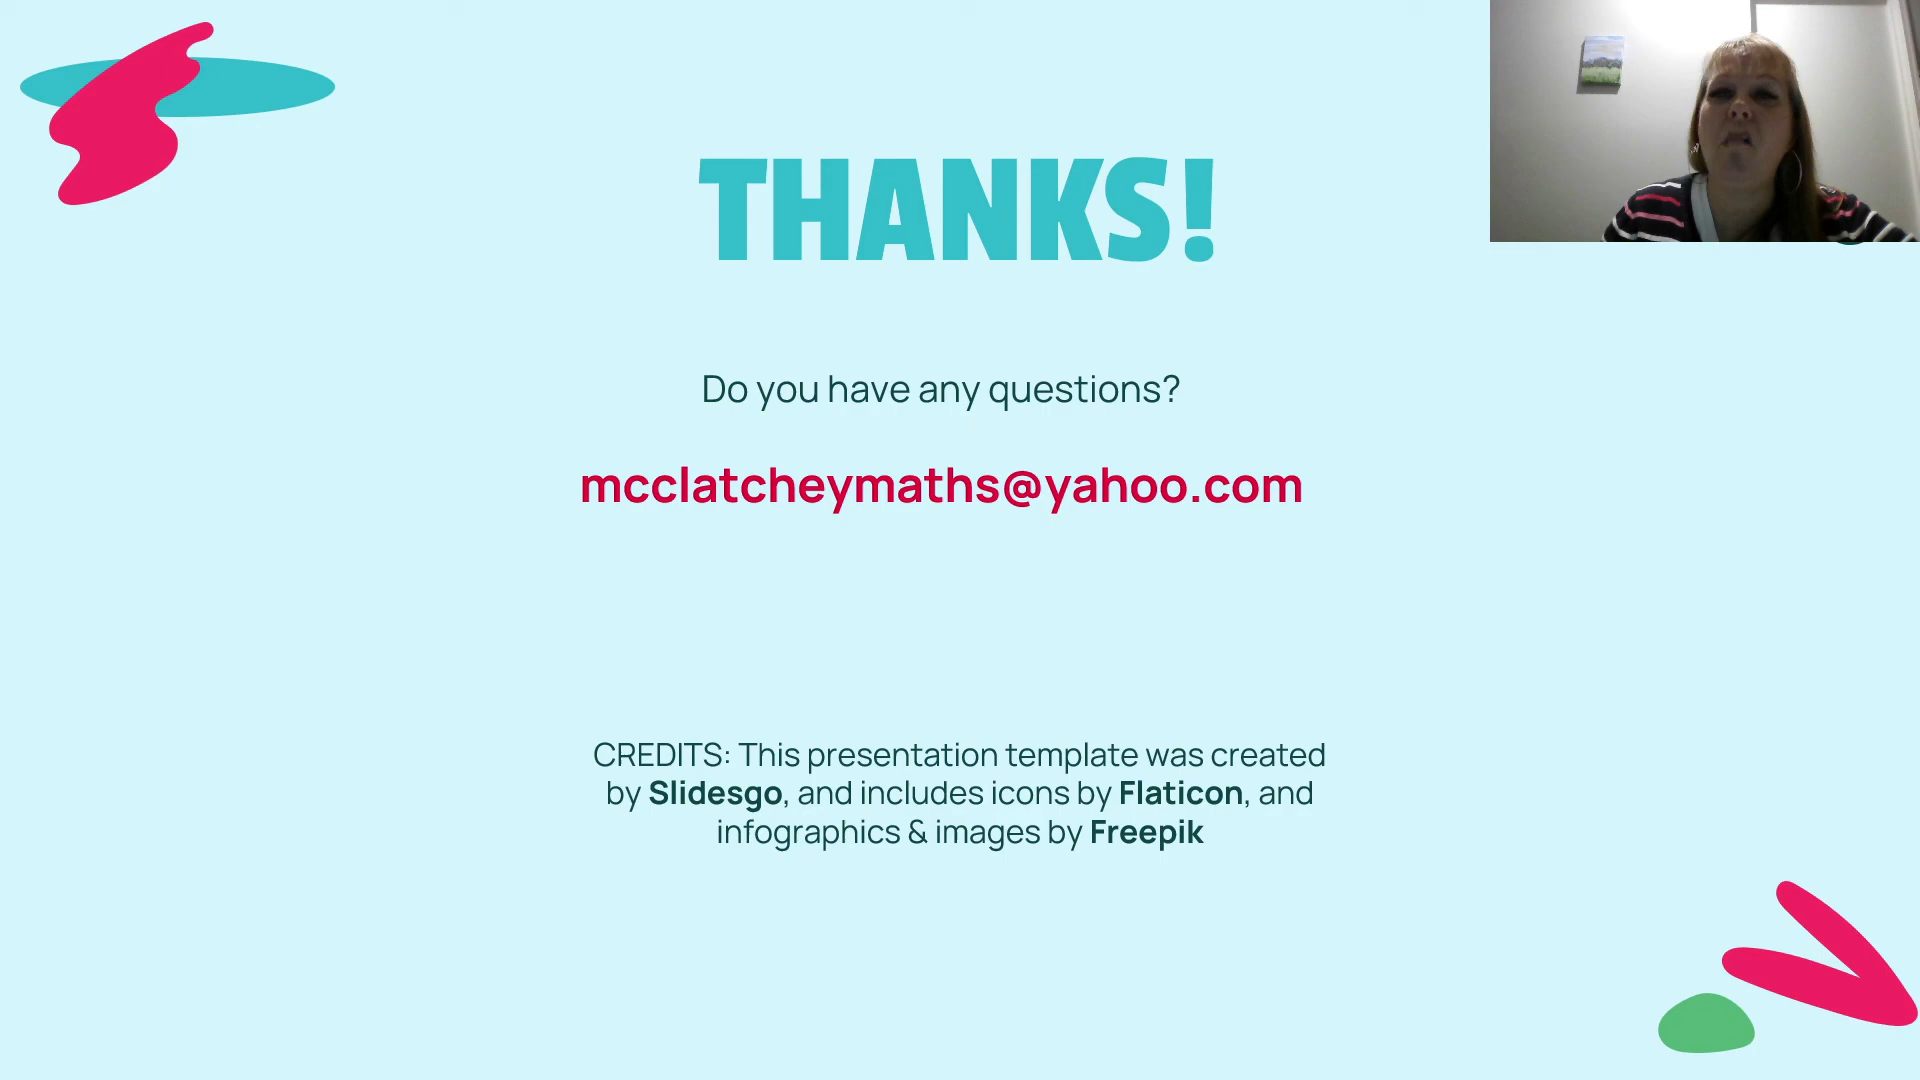 THANKS!
Do you have any questions?
mcclatcheymaths@yahoo.com
CREDITS: This presentation template was created
by Slidesgo, and includes icons by Flaticon, and
infographics & images by Freepik